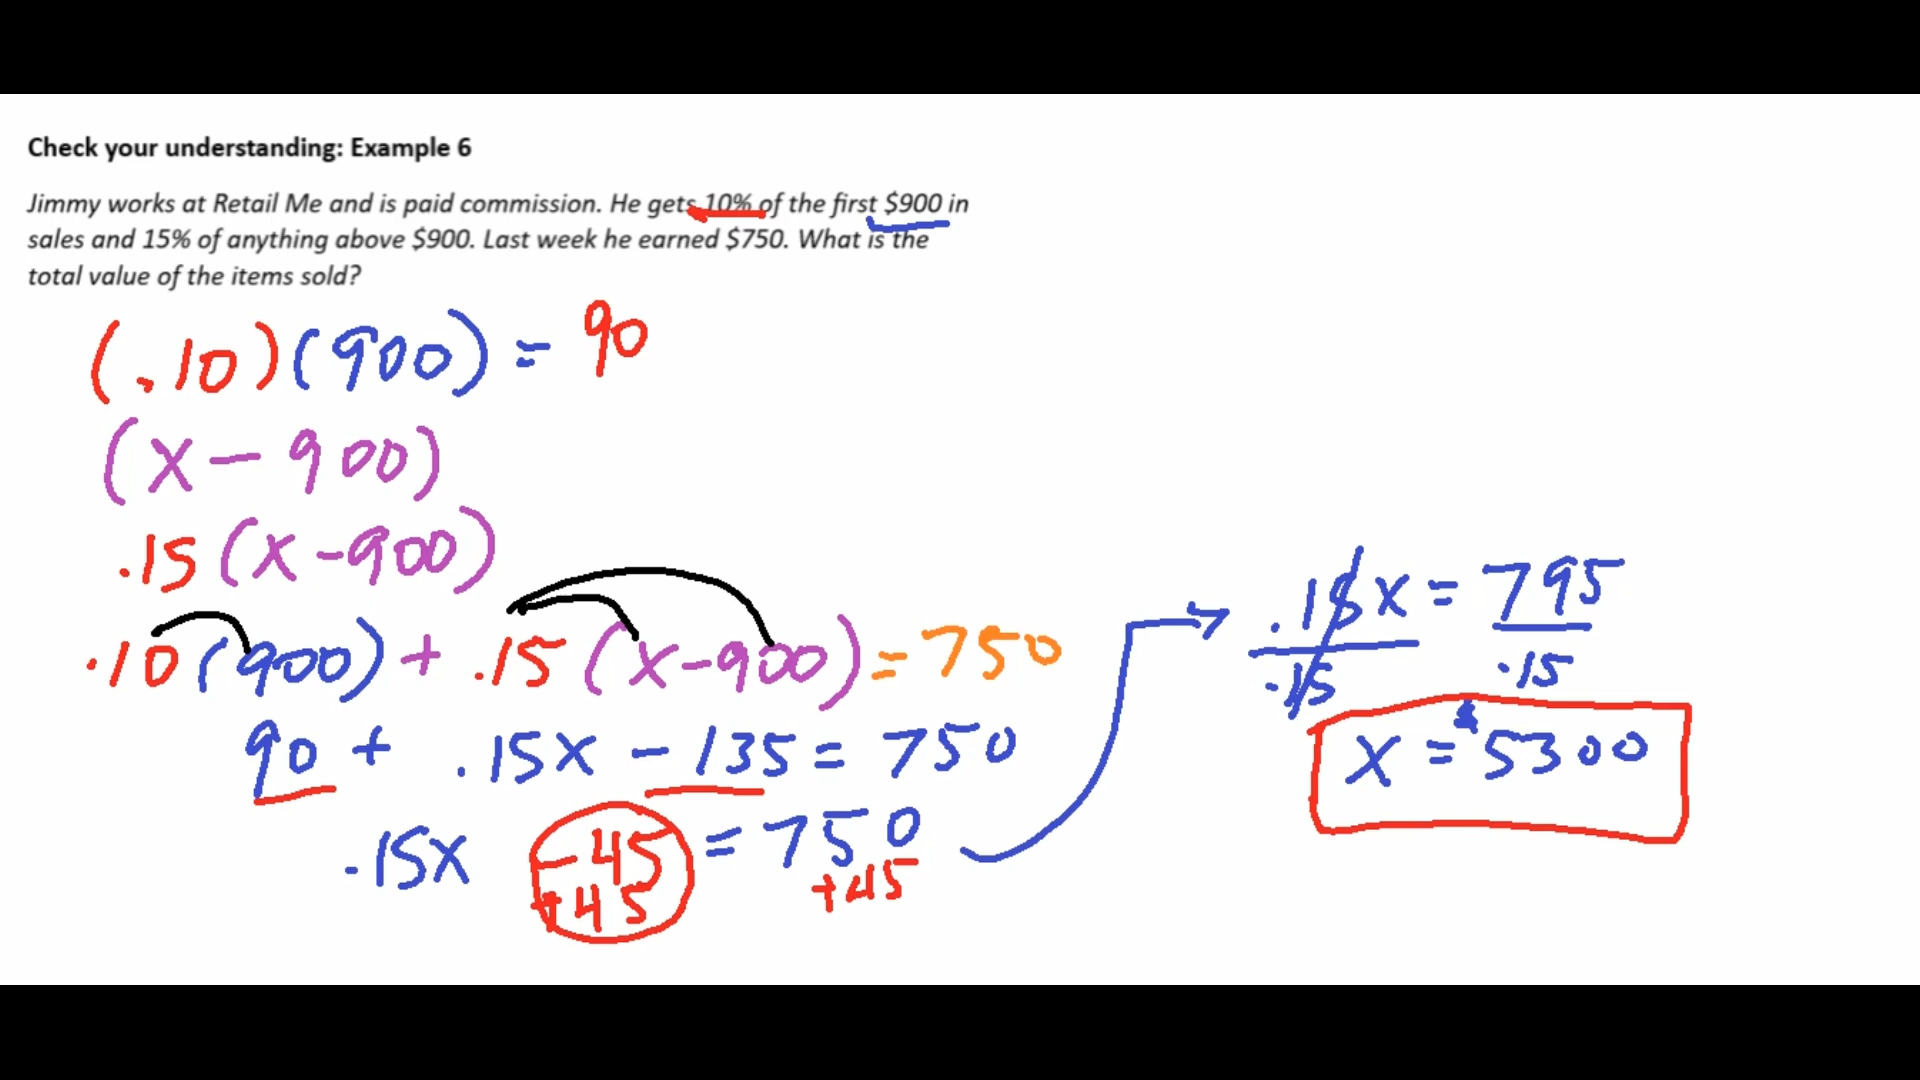 Check your understanding: Example 6
Jimmy works at Retail Me and is paid commission. He gets 10% of the first $900 in
sales and 15% of anything above $900. Last week he earned $750. What is the
total value of the items sold?
(.10)(900) = 90
(x - 900)
.15(x-900)
.10(900) + .15(x-900) = 750
90 + .15x - 135 = 750
.15x - 45 = 750
+45 +45
.15x = 795
.15 .15
x = 5300